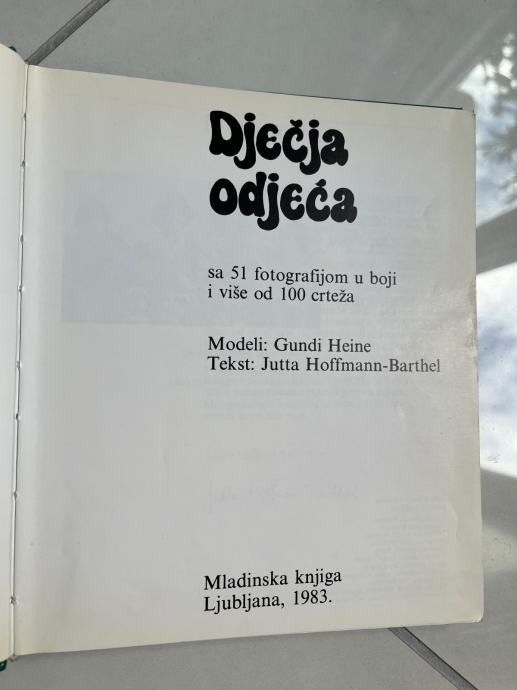 Dječja
odjeća
sa 51 fotografijom u boji
i više od 100 crteža
Modeli: Gundi Heine
Tekst: Jutta Hoffmann-Barthel
Mladinska knjiga
Ljubljana, 1983.